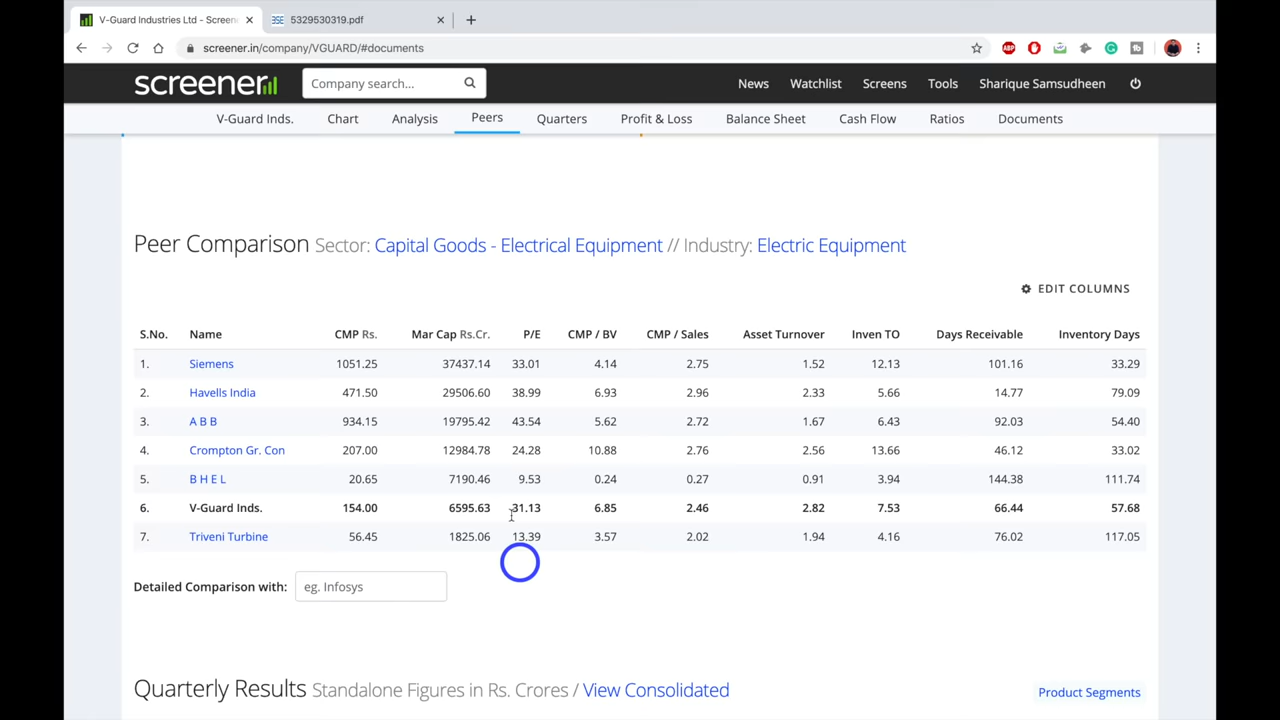 V-Guard Industries Ltd - Screen
5329530319.pdf
screener.in/company/VGUARD/#documents
screener
Company search...
News Watchlist Screens Tools Sharique Samsudheen
V-Guard Inds. Chart Analysis Peers Quarters Profit & Loss Balance Sheet Cash Flow Ratios Documents
Peer Comparison Sector: Capital Goods - Electrical Equipment // Industry: Electric Equipment
EDIT COLUMNS
S.No. Name CMP Rs. Mar Cap Rs.Cr. P/E CMP / BV CMP / Sales Asset Turnover Inven TO Days Receivable Inventory Days
1. Siemens 1051.25 37437.14 33.01 4.14 2.75 1.52 12.13 101.16 33.29
2. Havells India 471.50 29506.60 38.99 6.93 2.96 2.33 5.66 14.77 79.09
3. A B B 934.15 19795.42 43.54 5.62 2.72 1.67 6.43 92.03 54.40
4. Crompton Gr. Con 207.00 12984.78 24.28 10.88 2.76 2.56 13.66 46.12 33.02
5. B H E L 20.65 7190.46 9.53 0.24 0.27 0.91 3.94 144.38 111.74
6. V-Guard Inds. 154.00 6595.63 31.13 6.85 2.46 2.82 7.53 66.44 57.68
7. Triveni Turbine 56.45 1825.06 13.39 3.57 2.02 1.94 4.16 76.02 117.05
Detailed Comparison with: eg. Infosys
Quarterly Results Standalone Figures in Rs. Crores / View Consolidated
Product Segments